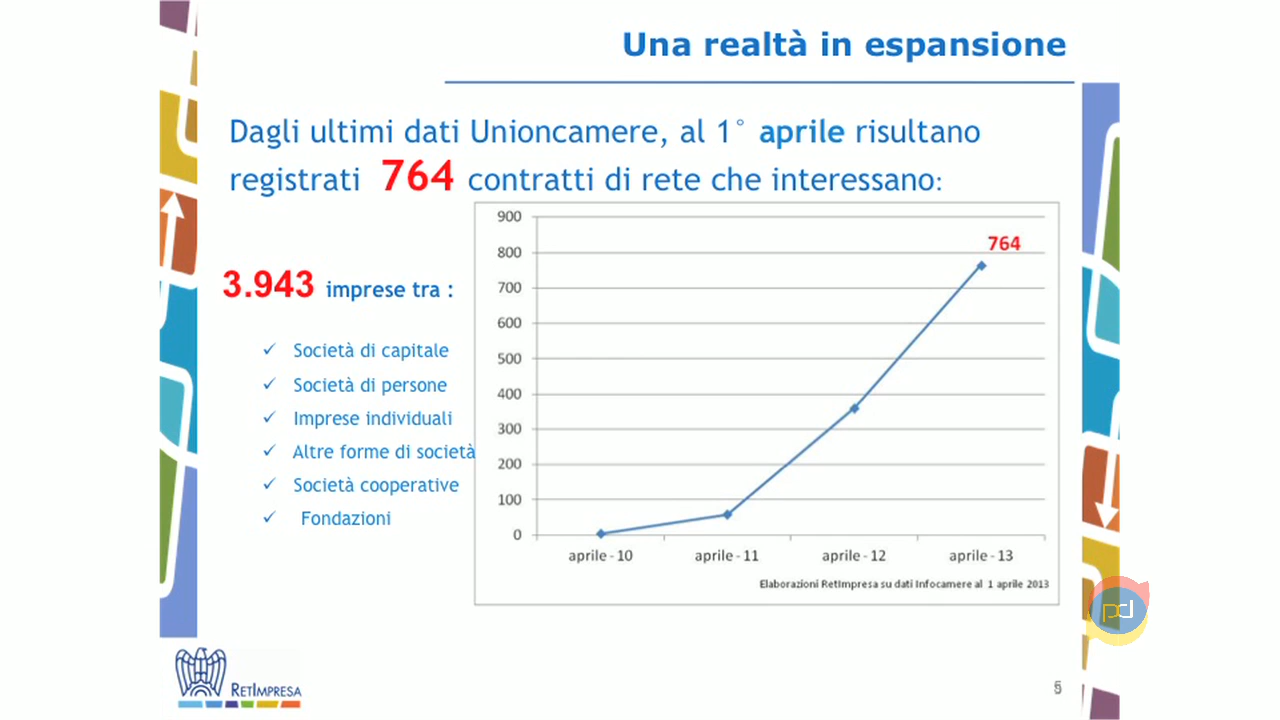 Una realtà in espansione
Dagli ultimi dati Unioncamere, al 1° aprile risultano
registrati 764 contratti di rete che interessano:
3.943 imprese tra :
✓ Società di capitale
✓ Società di persone
✓ Imprese individuali
✓ Altre forme di società
✓ Società cooperative
✓ Fondazioni
900
800
700
600
500
400
300
200
100
0
764
aprile - 10 aprile - 11 aprile - 12 aprile - 13
Elaborazioni RetImpresa su dati Infocamere al 1 aprile 2013
RETIMPRESA
pd